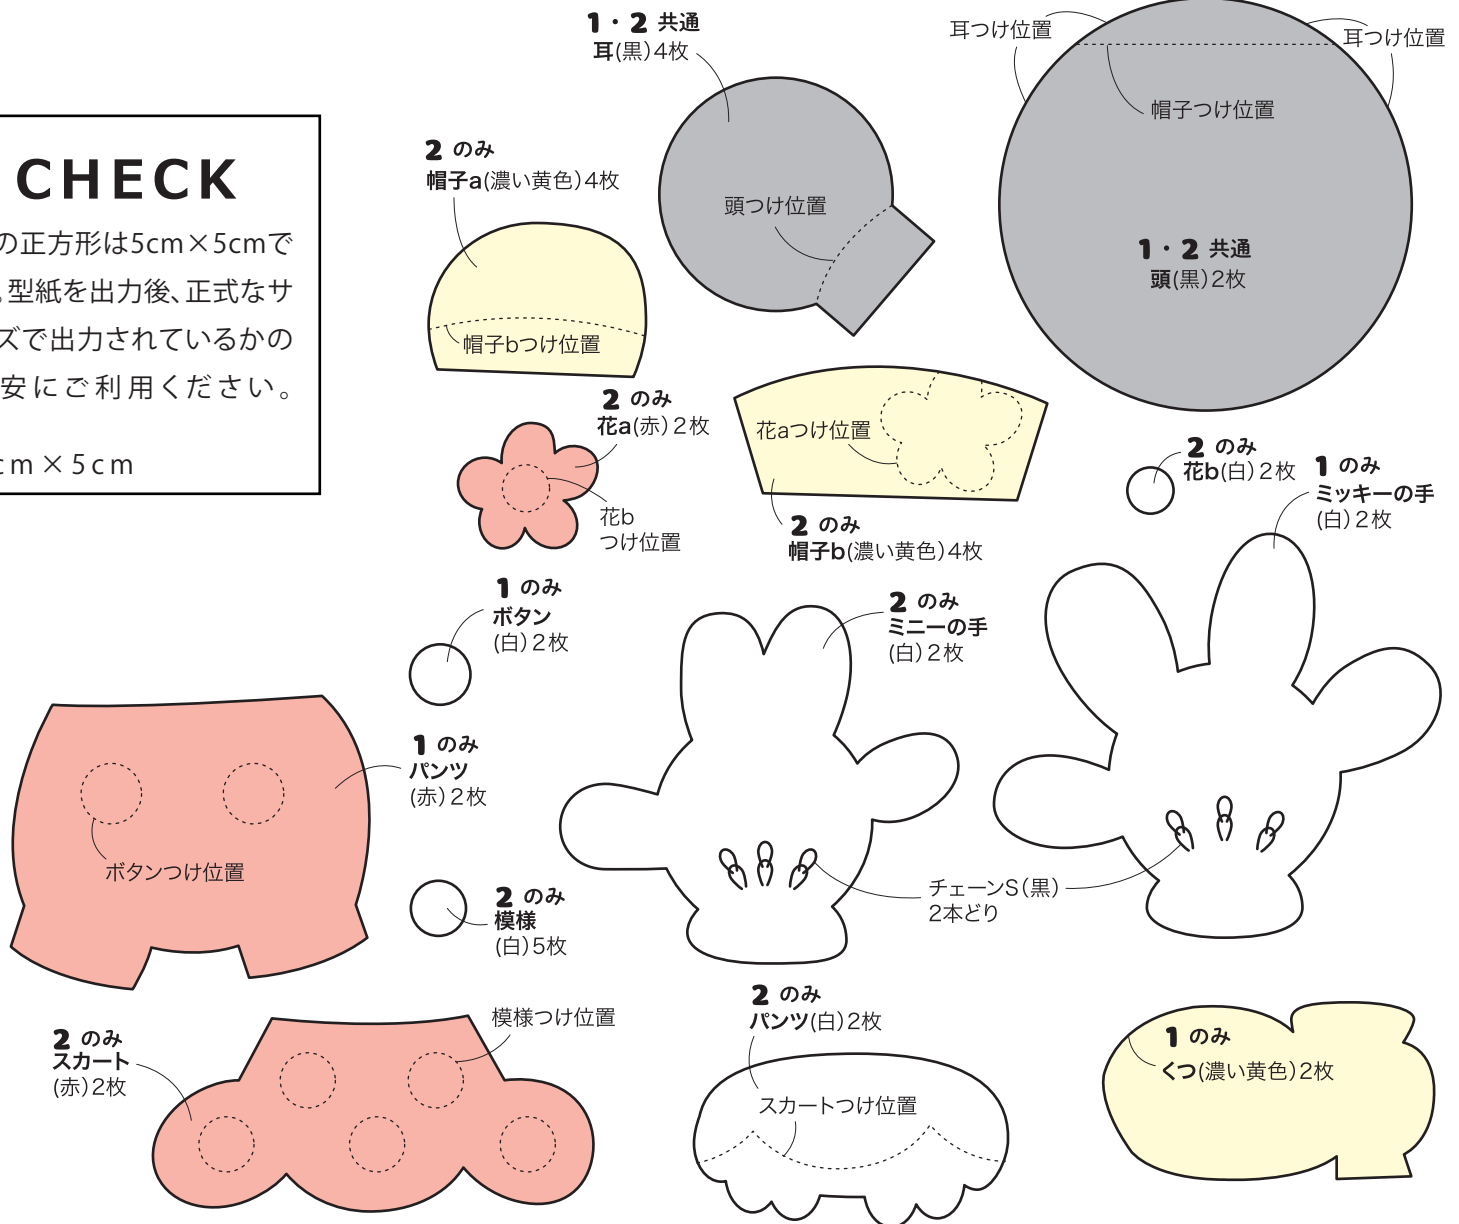 CHECK
の正方形は5cm×5cmで
。型紙を出力後、正式なサ
ズで出力されているかの
安にご利用ください。
cm×5cm
1・2 共通
耳(黒)4枚
頭つけ位置
耳つけ位置
耳つけ位置
帽子つけ位置
1・2 共通
頭(黒)2枚
2 のみ
帽子a(濃い黄色)4枚
帽子bつけ位置
2 のみ
花a(赤)2枚
花b
つけ位置
花aつけ位置
2 のみ
帽子b(濃い黄色)4枚
2 のみ
花b(白)2枚
1 のみ
ミッキーの手
(白)2枚
1 のみ
ボタン
(白)2枚
2 のみ
ミニーの手
(白)2枚
1 のみ
パンツ
(赤)2枚
ボタンつけ位置
2 のみ
模様
(白)5枚
チェーンS(黒)
2本どり
2 のみ
スカート
(赤)2枚
模様つけ位置
2 のみ
パンツ(白)2枚
スカートつけ位置
1 のみ
くつ(濃い黄色)2枚